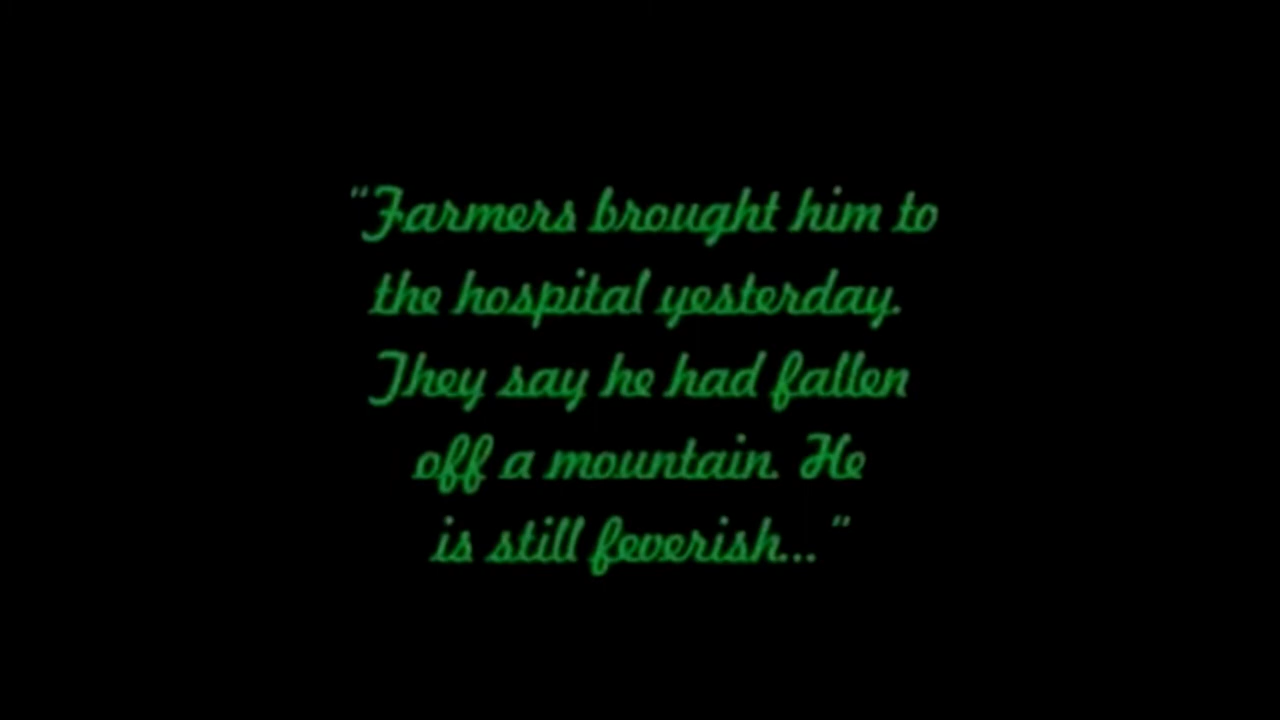 "Farmers brought him to
the hospital yesterday.
They say he had fallen
off a mountain. He
is still feverish..."